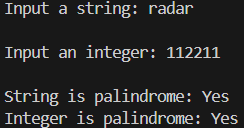 Input a string: radar
Input an integer: 112211
String is palindrome: Yes
Integer is palindrome: Yes